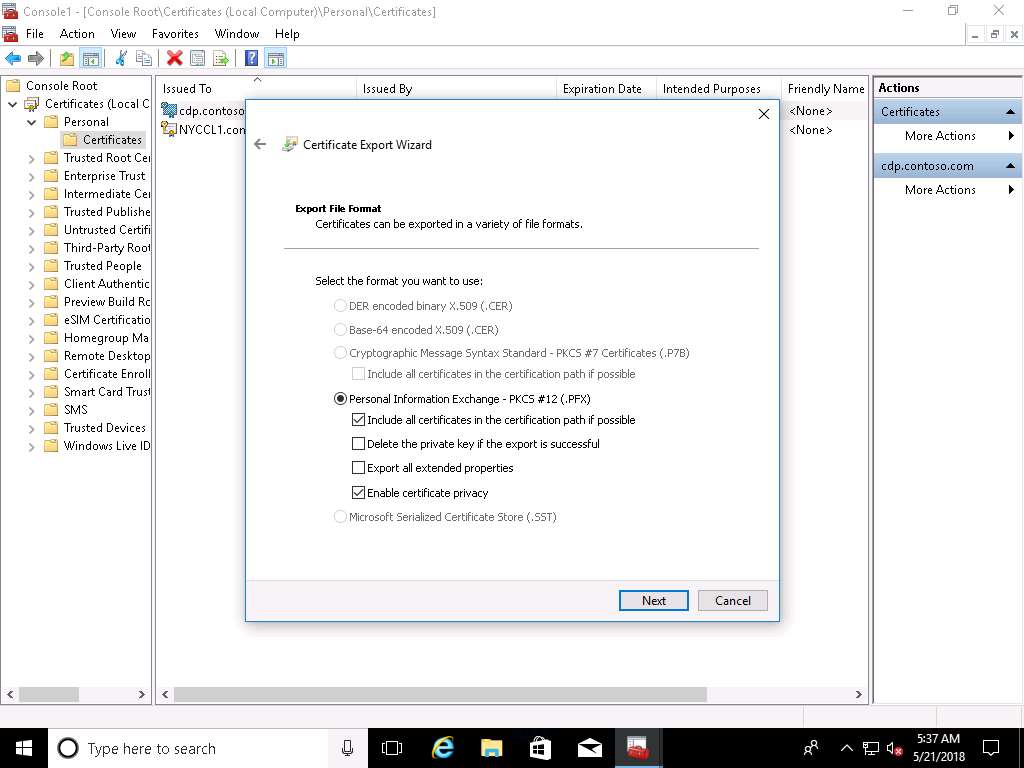 Console1 - [Console Root\Certificates (Local Computer)\Personal\Certificates]
File Action View Favorites Window Help
Console Root
Certificates (Local C
Personal
Certificates
Trusted Root Cer
Enterprise Trust
Intermediate Cer
Trusted Publishe
Untrusted Certifi
Third-Party Root
Trusted People
Client Authentic
Preview Build Ro
eSIM Certificatio
Homegroup Ma
Remote Desktop
Certificate Enroll
Smart Card Trust
SMS
Trusted Devices
Windows Live ID
Issued To Issued By Expiration Date Intended Purposes Friendly Name
cdp.contoso <None>
NYCCL1.con <None>
Certificate Export Wizard
Export File Format
Certificates can be exported in a variety of file formats.
Select the format you want to use:
DER encoded binary X.509 (.CER)
Base-64 encoded X.509 (.CER)
Cryptographic Message Syntax Standard - PKCS #7 Certificates (.P7B)
Include all certificates in the certification path if possible
Personal Information Exchange - PKCS #12 (.PFX)
Include all certificates in the certification path if possible
Delete the private key if the export is successful
Export all extended properties
Enable certificate privacy
Microsoft Serialized Certificate Store (.SST)
Next Cancel
Actions
Certificates
More Actions
cdp.contoso.com
More Actions
Type here to search
5:37 AM
5/21/2018